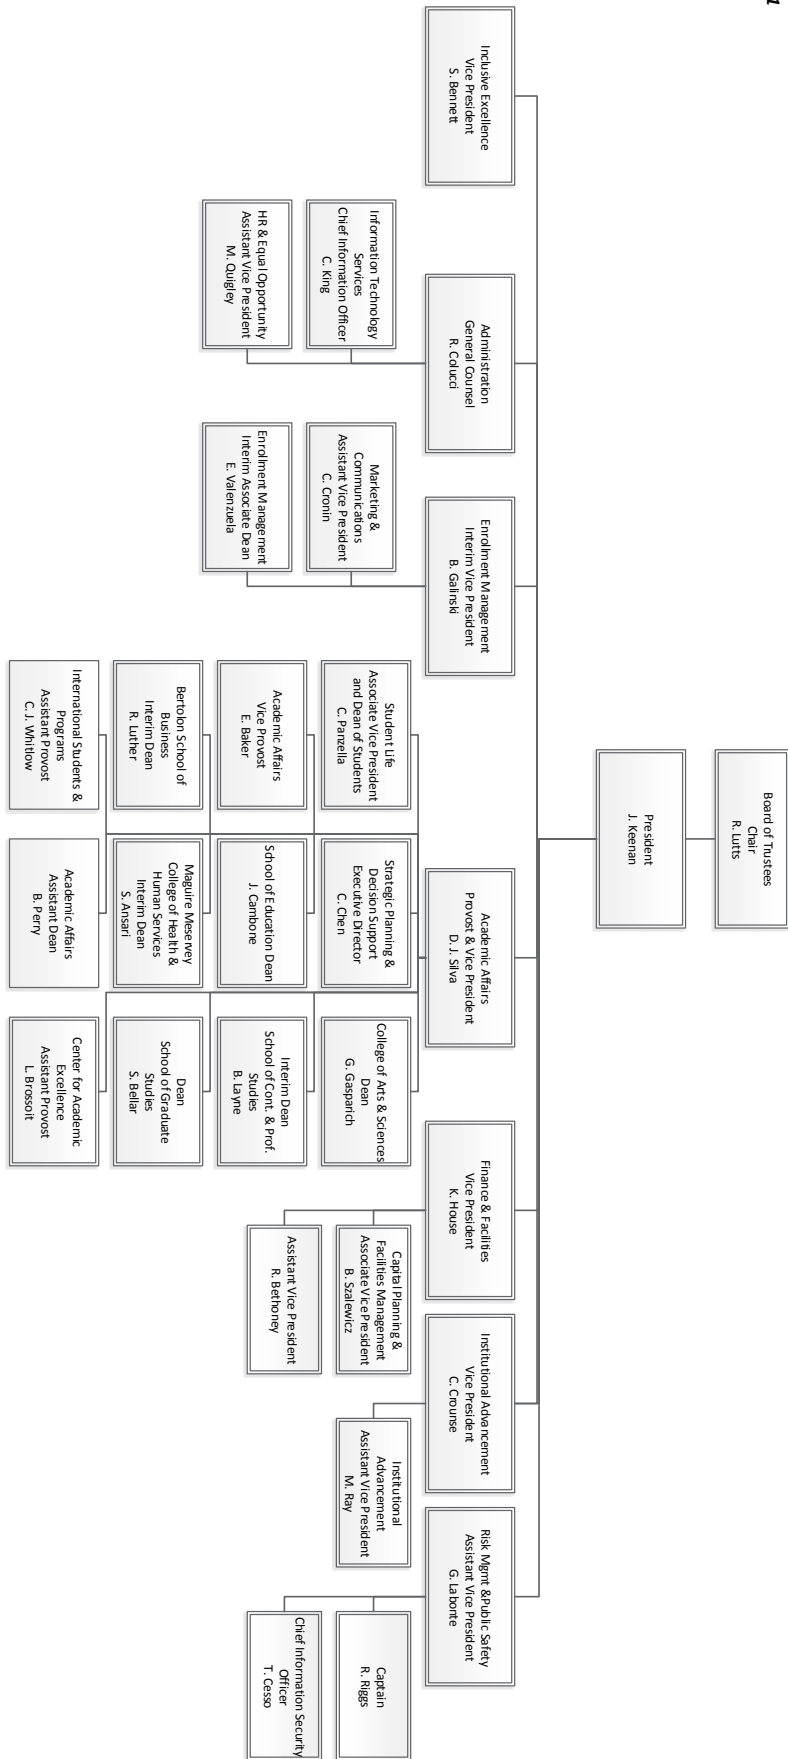 Board of Trustees
Chair
R. Lutts
President
J. Keenan
Inclusive Excellence
Vice President
S. Bennett
Administration
General Counsel
R. Colucci
Information Technology
Services
Chief Information Officer
C. King
HR & Equal Opportunity
Assistant Vice President
M. Quigley
Enrollment Management
Interim Vice President
B. Galinski
Marketing &
Communications
Assistant Vice President
C. Cronin
Enrollment Management
Interim Associate Dean
E. Valenzuela
Academic Affairs
Provost & Vice President
D. J. Silva
Student Life
Associate Vice President
and Dean of Students
C. Panzella
Strategic Planning &
Decision Support
Executive Director
C. Chen
College of Arts & Sciences
Dean
G. Gasparich
Academic Affairs
Vice Provost
E. Baker
School of Education Dean
J. Cambone
Interim Dean
School of Cont. & Prof.
Studies
B. Layne
Bertolon School of
Business
Interim Dean
R. Luther
Maguire Meservey
College of Health &
Human Services
Interim Dean
S. Ansari
Dean
School of Graduate
Studies
S. Bellar
International Students &
Programs
Assistant Provost
C. J. Whitlow
Academic Affairs
Assistant Dean
B. Perry
Center for Academic
Excellence
Assistant Provost
L. Brossoit
Finance & Facilities
Vice President
K. House
Capital Planning &
Facilities Management
Associate Vice President
B. Szalewicz
Assistant Vice President
R. Bethoney
Institutional Advancement
Vice President
C. Crounse
Institutional
Advancement
Assistant Vice President
M. Ray
Risk Mgmt &Public Safety
Assistant Vice President
G. Labonte
Captain
R. Riggs
Chief Information Security
Officer
T. Cesso